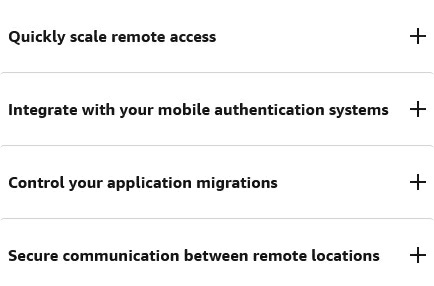 Quickly scale remote access
Integrate with your mobile authentication systems
Control your application migrations
Secure communication between remote locations